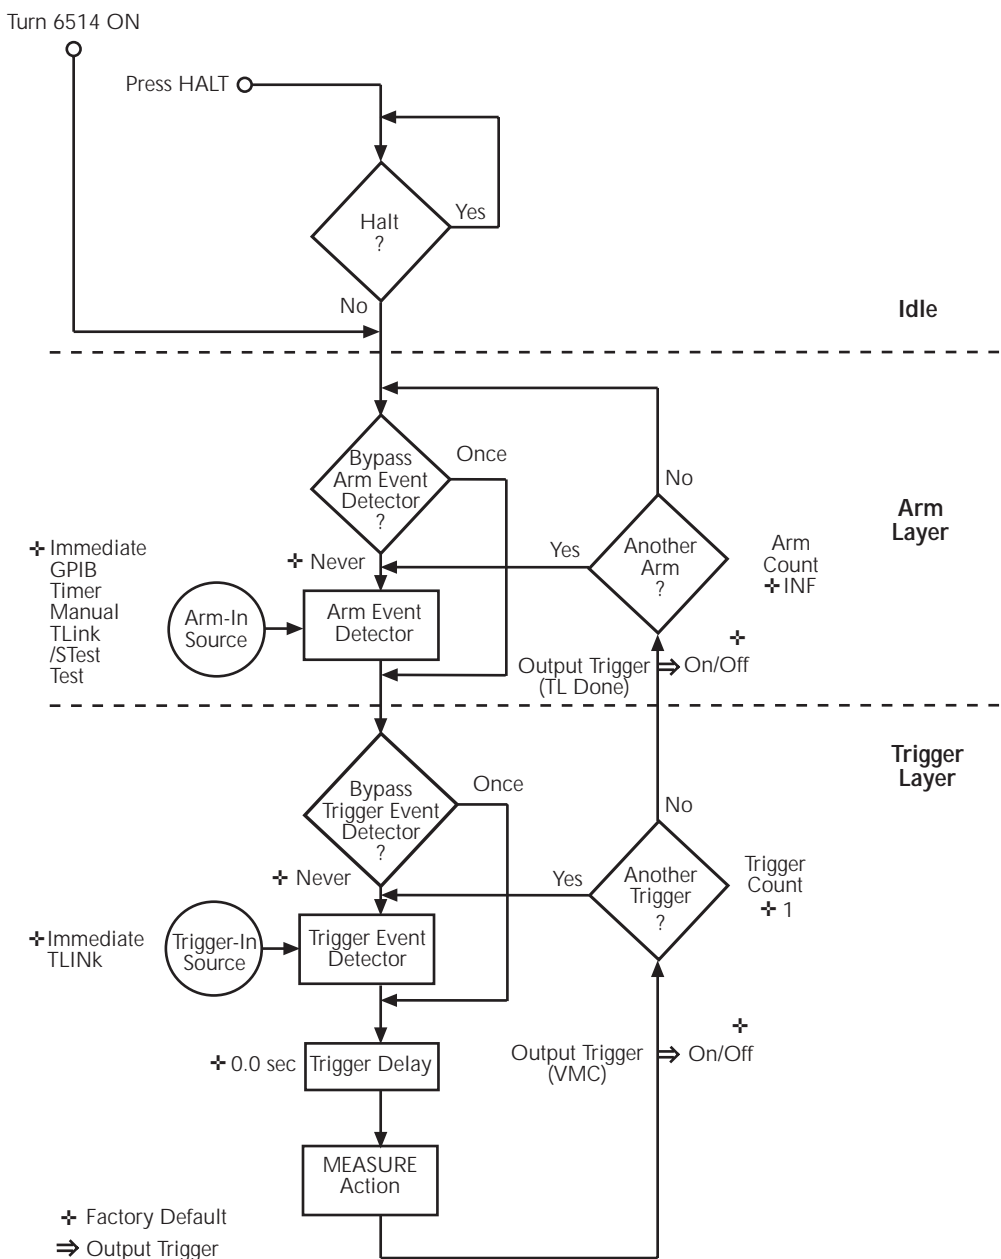 Turn 6514 ON
Press HALT
Halt
?
Yes
No
Idle
Bypass
Arm Event
Detector
?
Once
No
Arm
Layer
✛ Immediate
GPIB
Timer
Manual
TLink
/STest
Test
✛ Never
Yes
Another
Arm
?
Arm
Count
✛ INF
Arm-In
Source
Arm Event
Detector
Output Trigger
(TL Done)
✛
⇒ On/Off
Trigger
Layer
Bypass
Trigger Event
Detector
?
Once
No
✛ Never
Yes
Another
Trigger
?
Trigger
Count
✛ 1
✛ Immediate
TLINk
Trigger-In
Source
Trigger Event
Detector
✛ 0.0 sec
Trigger Delay
Output Trigger
(VMC)
✛
⇒ On/Off
MEASURE
Action
✛ Factory Default
⇒ Output Trigger